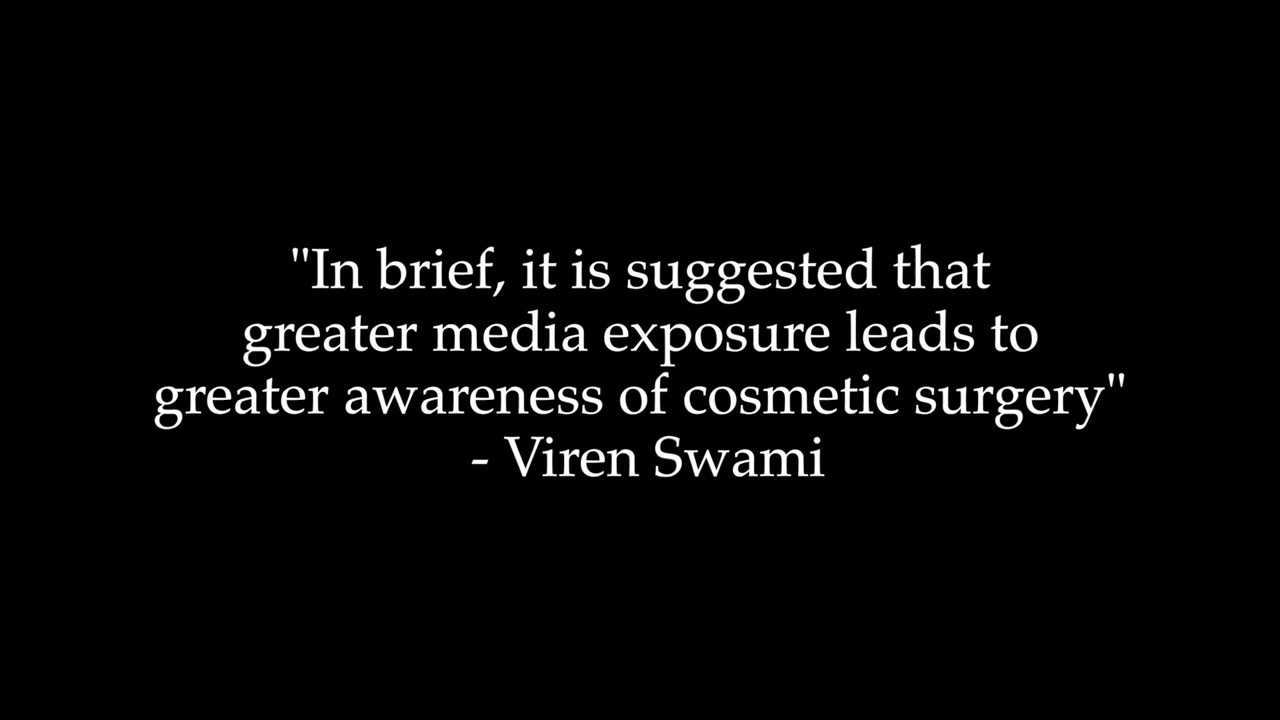 "In brief, it is suggested that
greater media exposure leads to
greater awareness of cosmetic surgery"
- Viren Swami